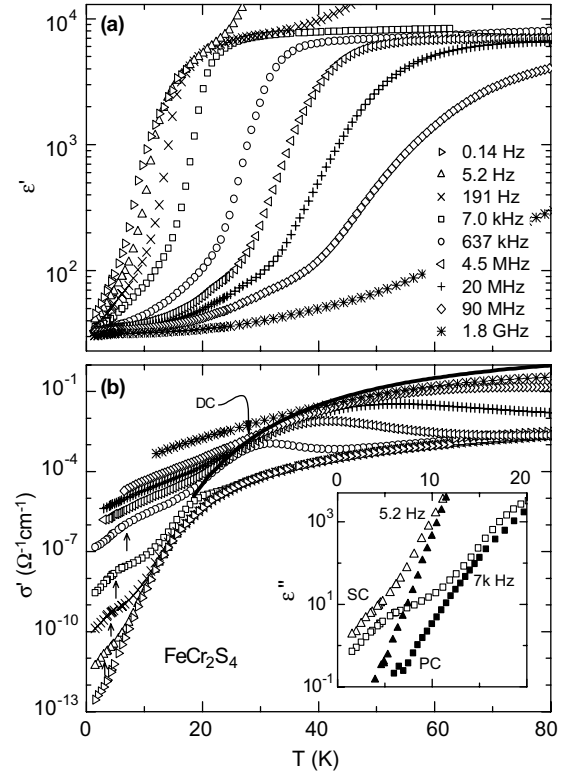 10⁴
(a)
10³
ε'
0.14 Hz
5.2 Hz
191 Hz
7.0 kHz
637 kHz
4.5 MHz
20 MHz
90 MHz
1.8 GHz
10²
10⁻¹
(b)
DC
10⁻⁴
σ' (Ω⁻¹cm⁻¹)
10⁻⁷
10⁻¹⁰
10⁻¹³
FeCr₂S₄
0 10 20
5.2 Hz
10³
ε''
SC
7k Hz
10¹
PC
10⁻¹
0 20 40 60 80
T (K)